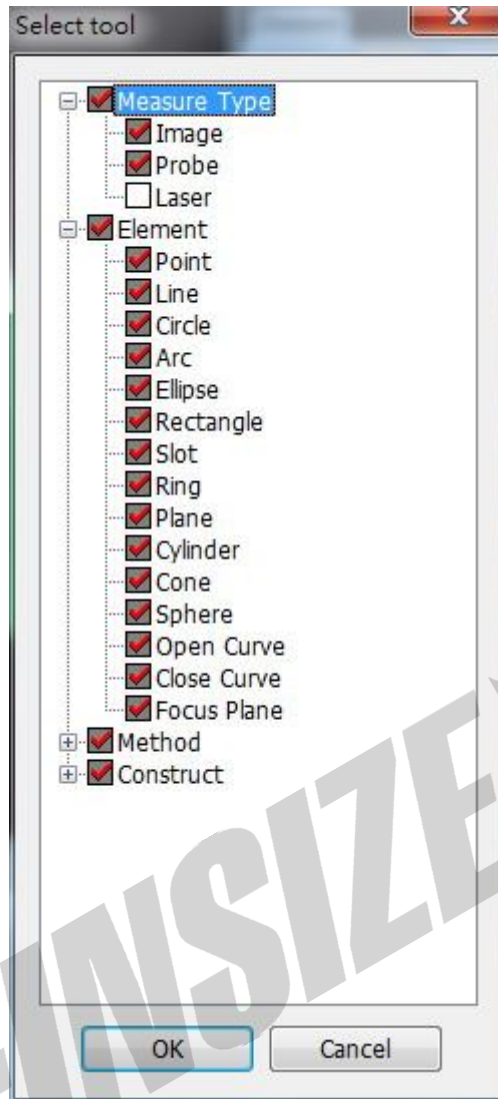 Select tool
Measure Type
Image
Probe
Laser
Element
Point
Line
Circle
Arc
Ellipse
Rectangle
Slot
Ring
Plane
Cylinder
Cone
Sphere
Open Curve
Close Curve
Focus Plane
Method
Construct
INSIZE
OK
Cancel